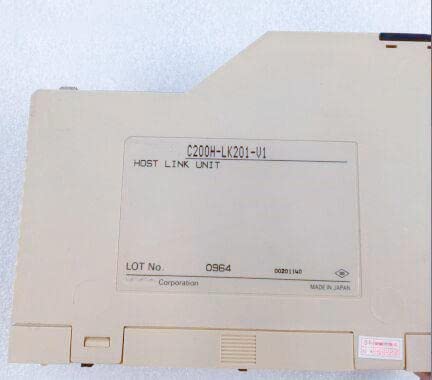 C200H-LK201-V1
HOST LINK UNIT
LOT No. 0964 00201140
Corporation MADE IN JAPAN